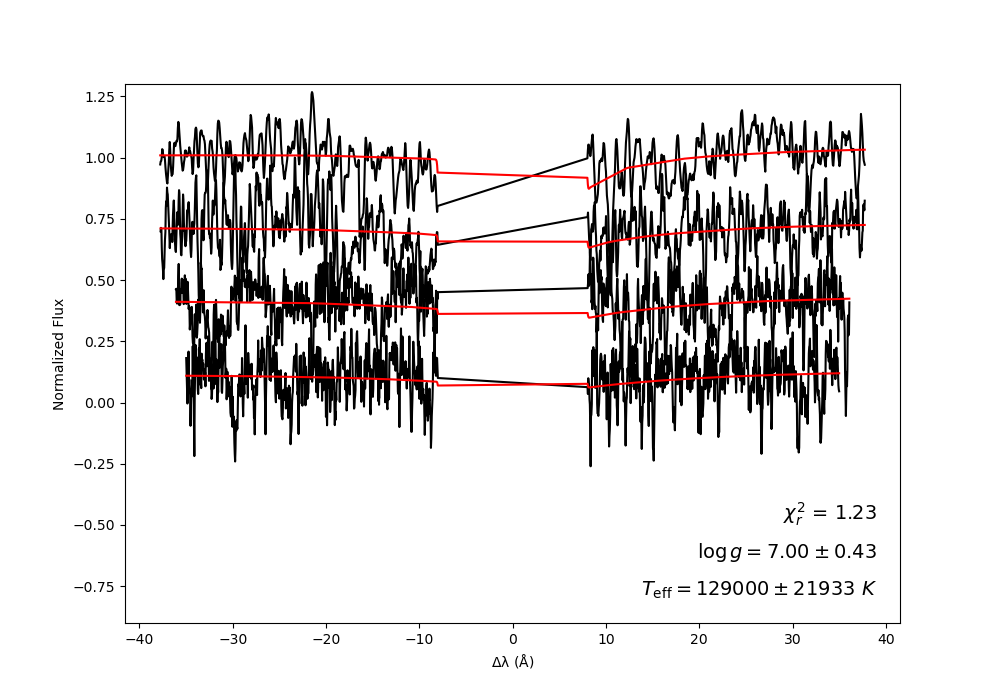 1.25
1.00
0.75
0.50
0.25
0.00
−0.25
−0.50
−0.75
Normalized Flux
χ²ᵣ = 1.23
log g = 7.00 ± 0.43
T_eff = 129000 ± 21933 K
−40 −30 −20 −10 0 10 20 30 40
Δλ (Å)